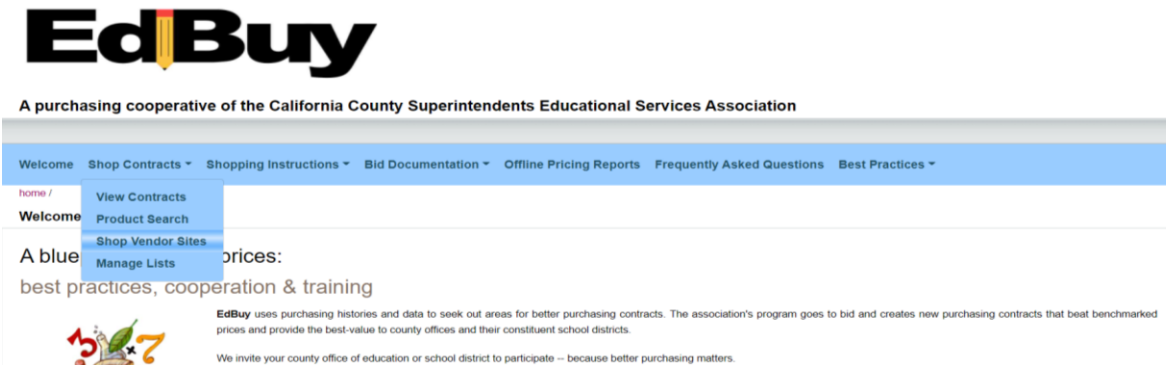 EdBuy
A purchasing cooperative of the California County Superintendents Educational Services Association
Welcome Shop Contracts Shopping Instructions Bid Documentation Offline Pricing Reports Frequently Asked Questions Best Practices
home /
View Contracts
Welcome
Product Search
Shop Vendor Sites
A blue prices:
Manage Lists
best practices, cooperation & training
EdBuy uses purchasing histories and data to seek out areas for better purchasing contracts. The association's program goes to bid and creates new purchasing contracts that beat benchmarked
prices and provide the best-value to county offices and their constituent school districts.
3 x 7
We invite your county office of education or school district to participate -- because better purchasing matters.